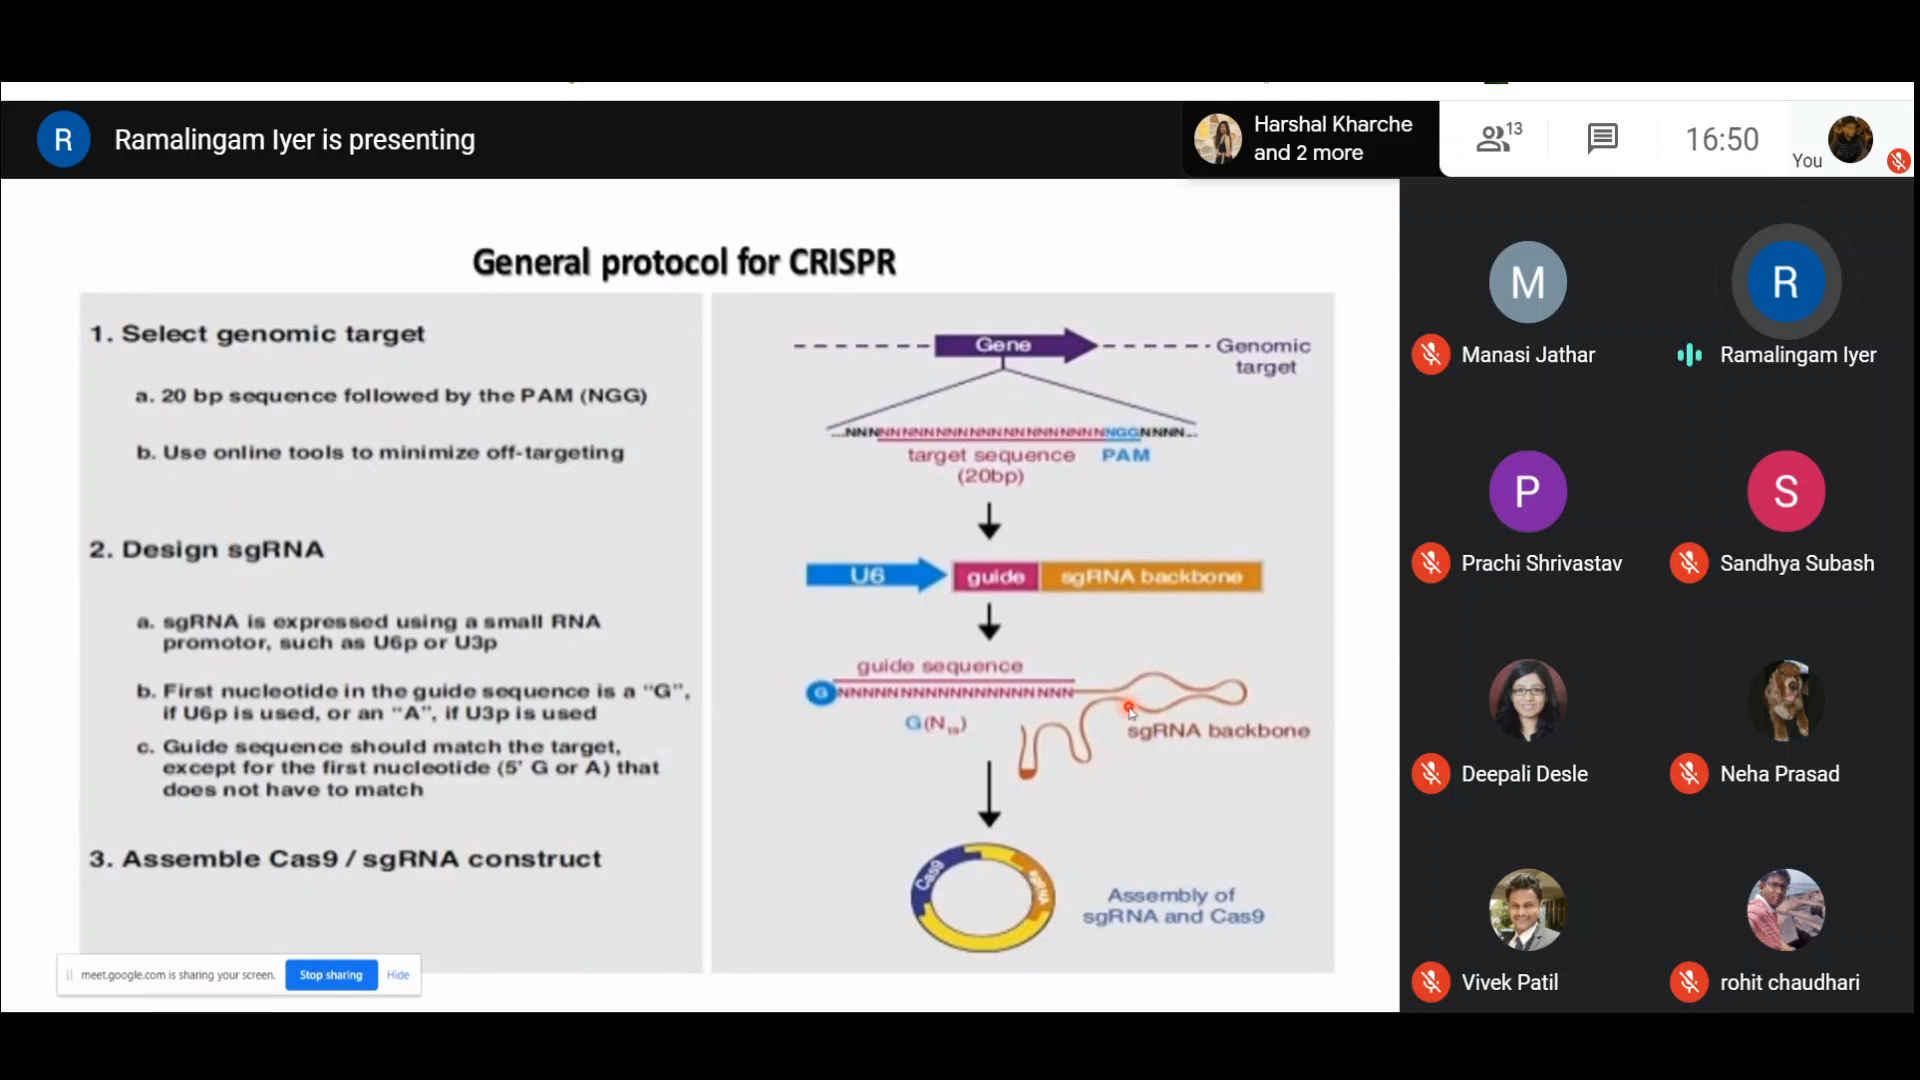 R
Ramalingam Iyer is presenting
Harshal Kharche
and 2 more
13
16:50
You
General protocol for CRISPR
1. Select genomic target
a. 20 bp sequence followed by the PAM (NGG)
b. Use online tools to minimize off-targeting
2. Design sgRNA
a. sgRNA is expressed using a small RNA
promotor, such as U6p or U3p
b. First nucleotide in the guide sequence is a "G",
if U6p is used, or an "A", if U3p is used
c. Guide sequence should match the target,
except for the first nucleotide (5' G or A) that
does not have to match
3. Assemble Cas9 / sgRNA construct
Gene
Genomic
target
target sequence
(20bp)
PAM
U6
guide
sgRNA backbone
guide sequence
G
G(N19)
sgRNA backbone
Cas9
sgRNA
Assembly of
sgRNA and Cas9
meet.google.com is sharing your screen.
Stop sharing
Hide
M
Manasi Jathar
R
Ramalingam Iyer
P
Prachi Shrivastav
S
Sandhya Subash
Deepali Desle
Neha Prasad
Vivek Patil
rohit chaudhari